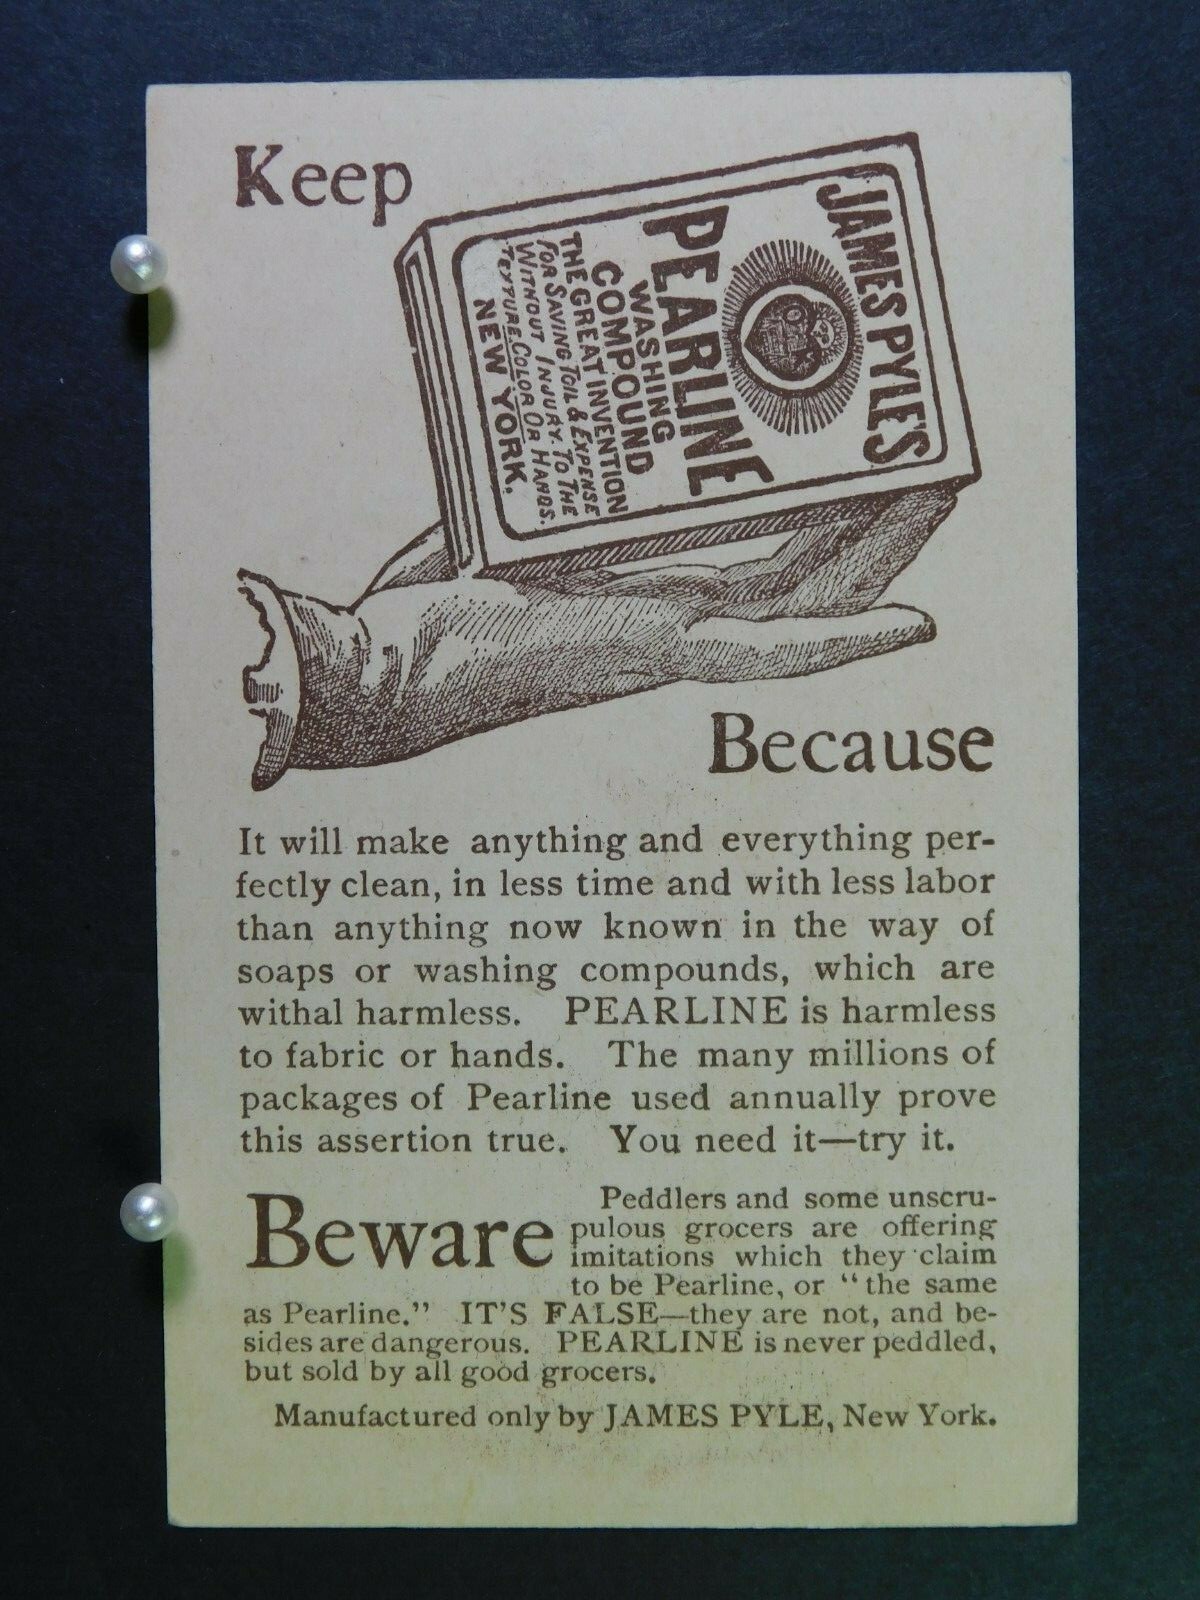 Keep
JAMES PYLE'S
PEARLINE
WASHING
COMPOUND
THE GREAT INVENTION
FOR SAVING TOIL & EXPENSE
WITHOUT INJURY. TO THE
TEXTURE.COLOR OR HANDS.
NEW YORK.
Because
It will make anything and everything per-
fectly clean, in less time and with less labor
than anything now known in the way of
soaps or washing compounds, which are
withal harmless. PEARLINE is harmless
to fabric or hands. The many millions of
packages of Pearline used annually prove
this assertion true. You need it—try it.
Beware Peddlers and some unscru-
pulous grocers are offering
imitations which they claim
to be Pearline, or "the same
as Pearline." IT'S FALSE—they are not, and be-
sides are dangerous. PEARLINE is never peddled,
but sold by all good grocers.
Manufactured only by JAMES PYLE, New York.